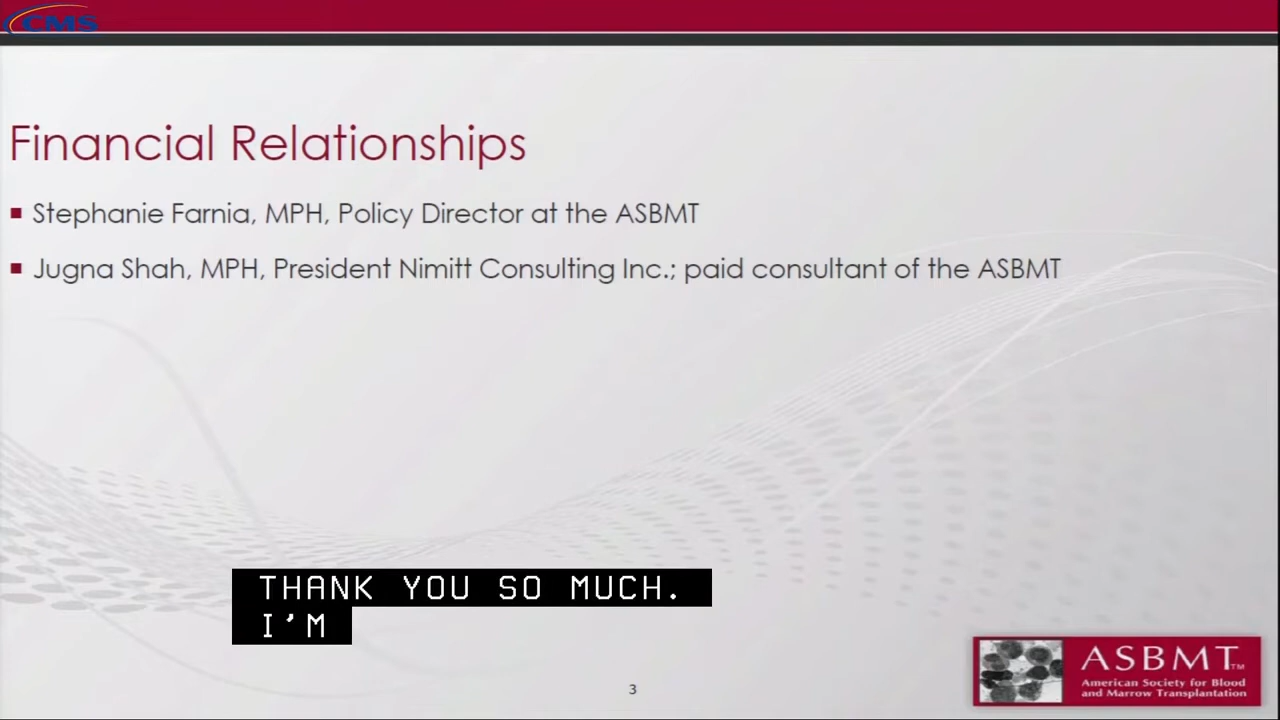 CMS
Financial Relationships
Stephanie Farnia, MPH, Policy Director at the ASBMT
Jugna Shah, MPH, President Nimitt Consulting Inc.; paid consultant of the ASBMT
THANK YOU SO MUCH.
I'M
3
ASBMT™
American Society for Blood
and Marrow Transplantation